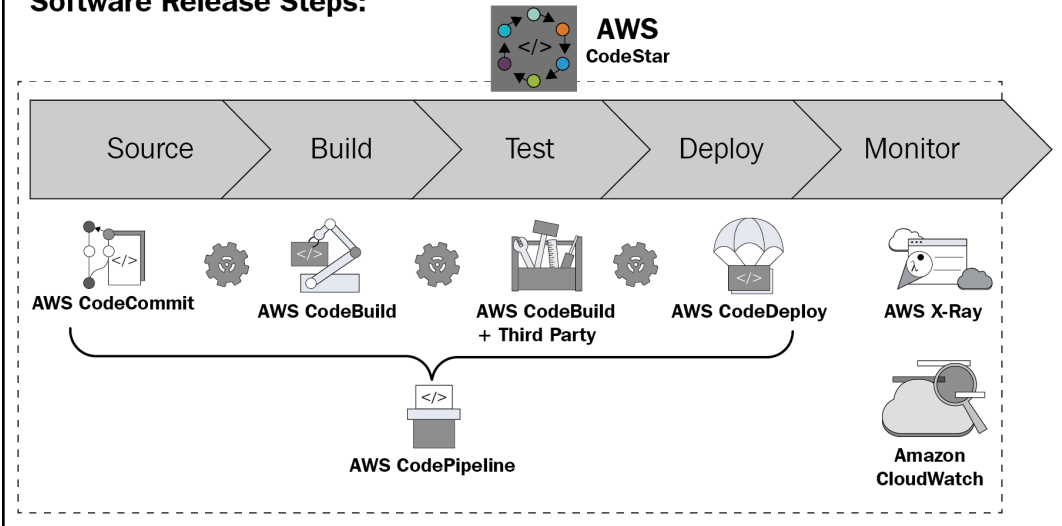 Software Release Steps:
AWS
CodeStar
</>
Source
Build
Test
Deploy
Monitor
</>
</>
</>
λ
AWS CodeCommit
AWS CodeBuild
AWS CodeBuild
+ Third Party
AWS CodeDeploy
AWS X-Ray
</>
AWS CodePipeline
Amazon
CloudWatch